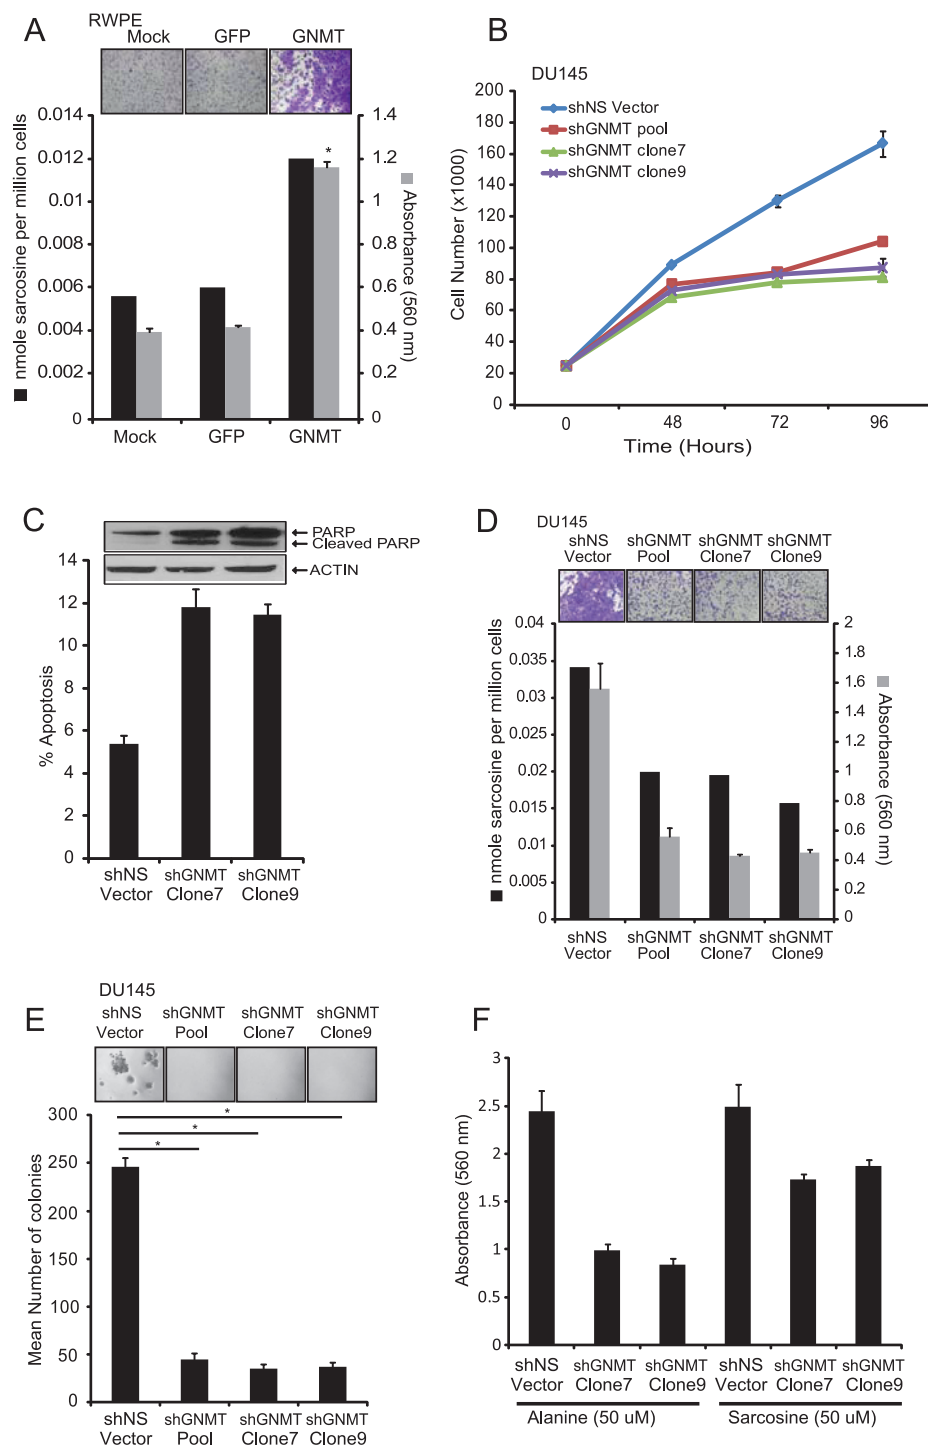 A
RWPE
Mock GFP GNMT
nmole sarcosine per million cells
0.014
0.012
0.01
0.008
0.006
0.004
0.002
0
1.4
1.2
1
0.8
0.6
0.4
0.2
0
Absorbance (560 nm)
*
Mock GFP GNMT
B
DU145
shNS Vector
shGNMT pool
shGNMT clone7
shGNMT clone9
Cell Number (x1000)
200
180
160
140
120
100
80
60
40
20
0
0 48 72 96
Time (Hours)
C
PARP
Cleaved PARP
ACTIN
% Apoptosis
14
12
10
8
6
4
2
0
shNS shGNMT shGNMT
Vector Clone7 Clone9
D
DU145
shNS shGNMT shGNMT shGNMT
Vector Pool Clone7 Clone9
nmole sarcosine per million cells
0.04
0.035
0.03
0.025
0.02
0.015
0.01
0.005
0
2
1.8
1.6
1.4
1.2
1
0.8
0.6
0.4
0.2
0
Absorbance (560 nm)
shNS shGNMT shGNMT shGNMT
Vector Pool Clone7 Clone9
E
DU145
shNS shGNMT shGNMT shGNMT
Vector Pool Clone7 Clone9
Mean Number of colonies
300
250
200
150
100
50
0
*
*
*
shNS shGNMT shGNMT shGNMT
Vector Pool Clone7 Clone9
F
Absorbance (560 nm)
3
2.5
2
1.5
1
0.5
0
shNS shGNMT shGNMT shNS shGNMT shGNMT
Vector Clone7 Clone9 Vector Clone7 Clone9
Alanine (50 uM) Sarcosine (50 uM)